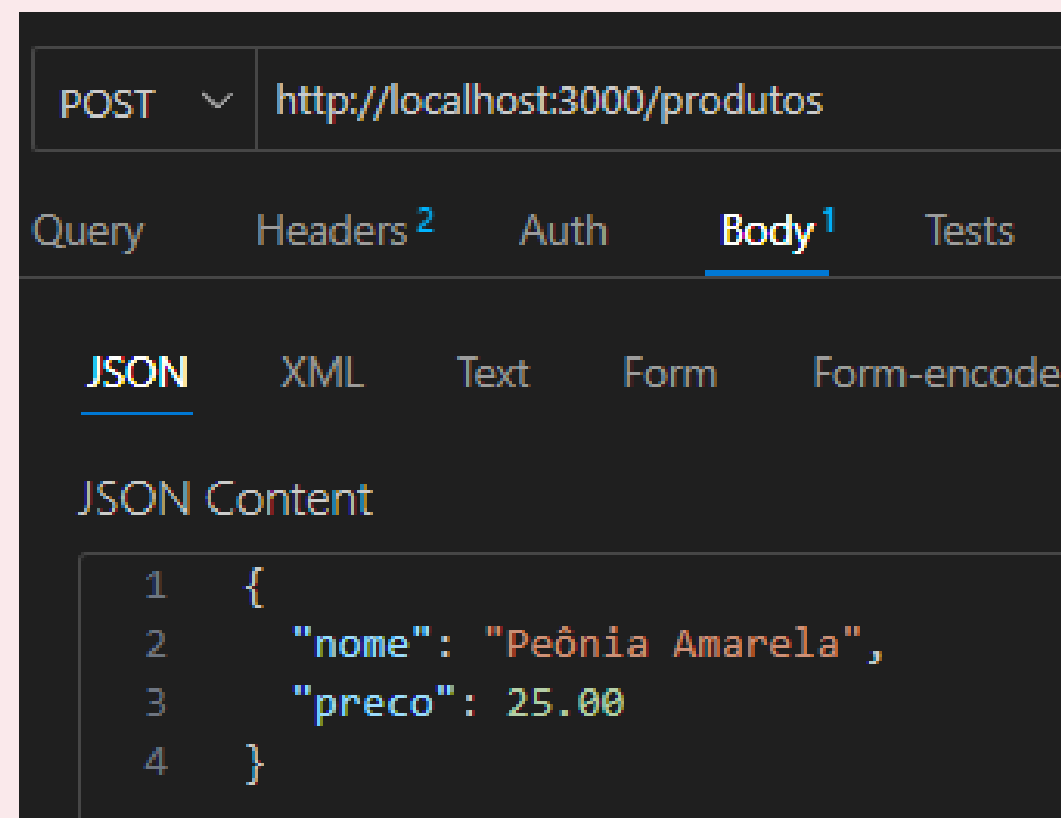 POST http://localhost:3000/produtos
Query Headers 2 Auth Body 1 Tests
JSON XML Text Form Form-encode
JSON Content
1 {
2 "nome": "Peônia Amarela",
3 "preco": 25.00
4 }